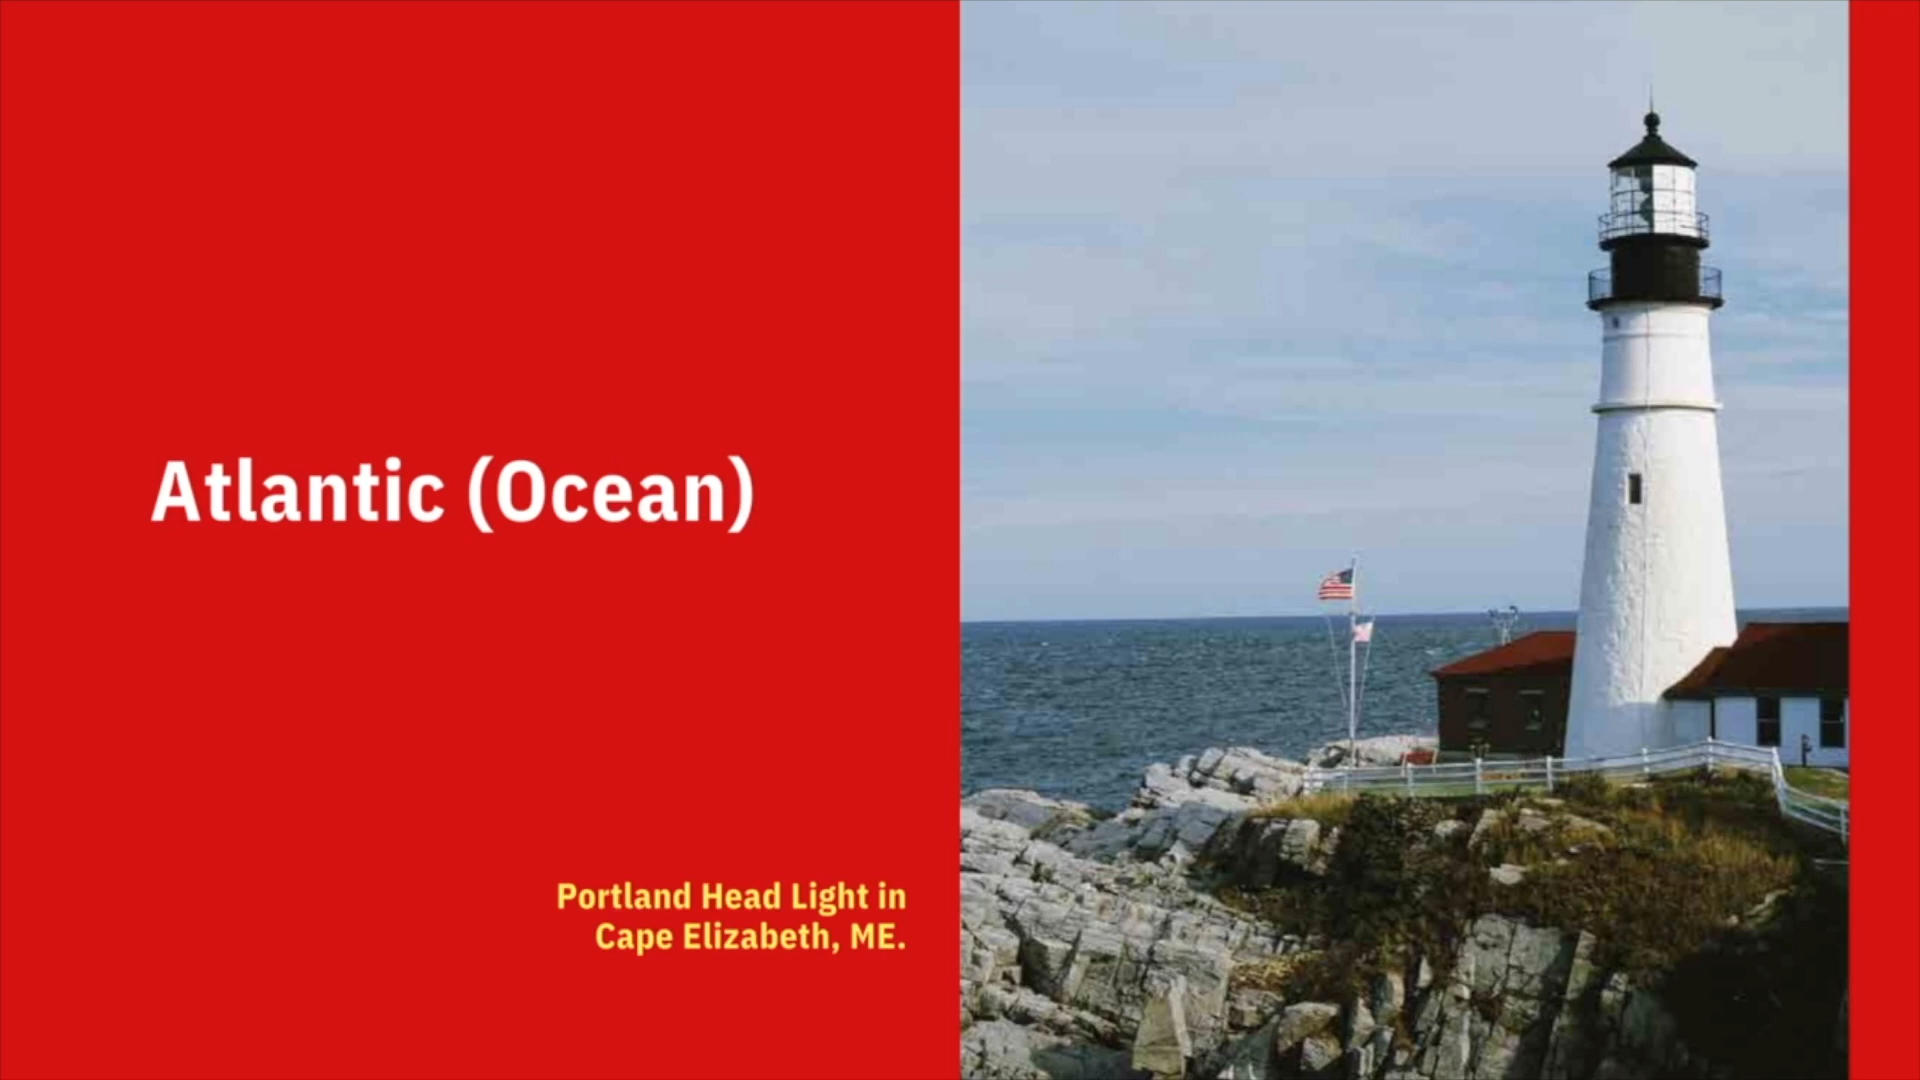 Atlantic (Ocean)
Portland Head Light in
Cape Elizabeth, ME.